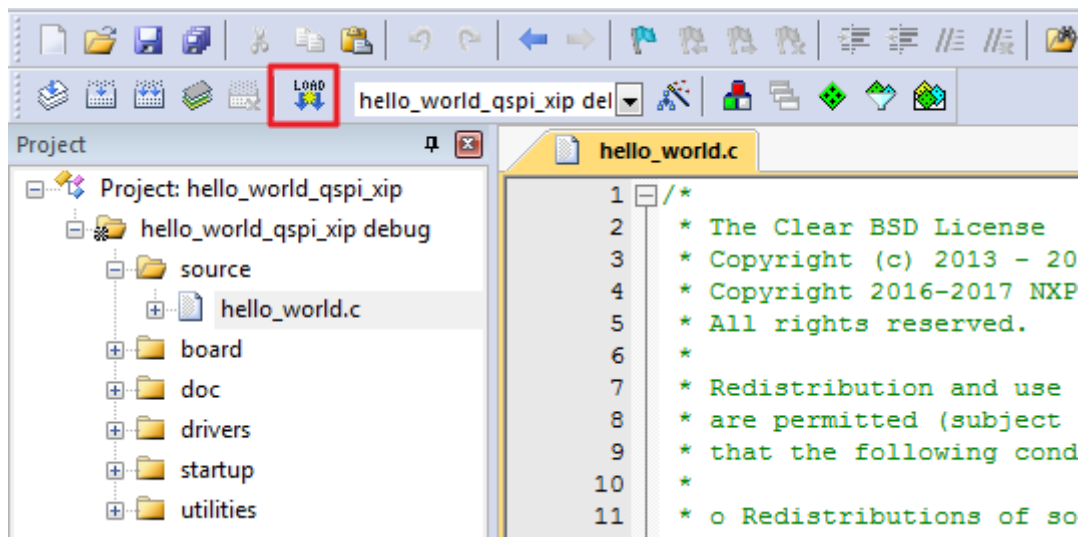 LOAD
hello_world_qspi_xip del
Project
Project: hello_world_qspi_xip
hello_world_qspi_xip debug
source
hello_world.c
board
doc
drivers
startup
utilities
hello_world.c
1 /*
2 * The Clear BSD License
3 * Copyright (c) 2013 - 20
4 * Copyright 2016-2017 NXP
5 * All rights reserved.
6 *
7 * Redistribution and use
8 * are permitted (subject
9 * that the following cond
10 *
11 * o Redistributions of so